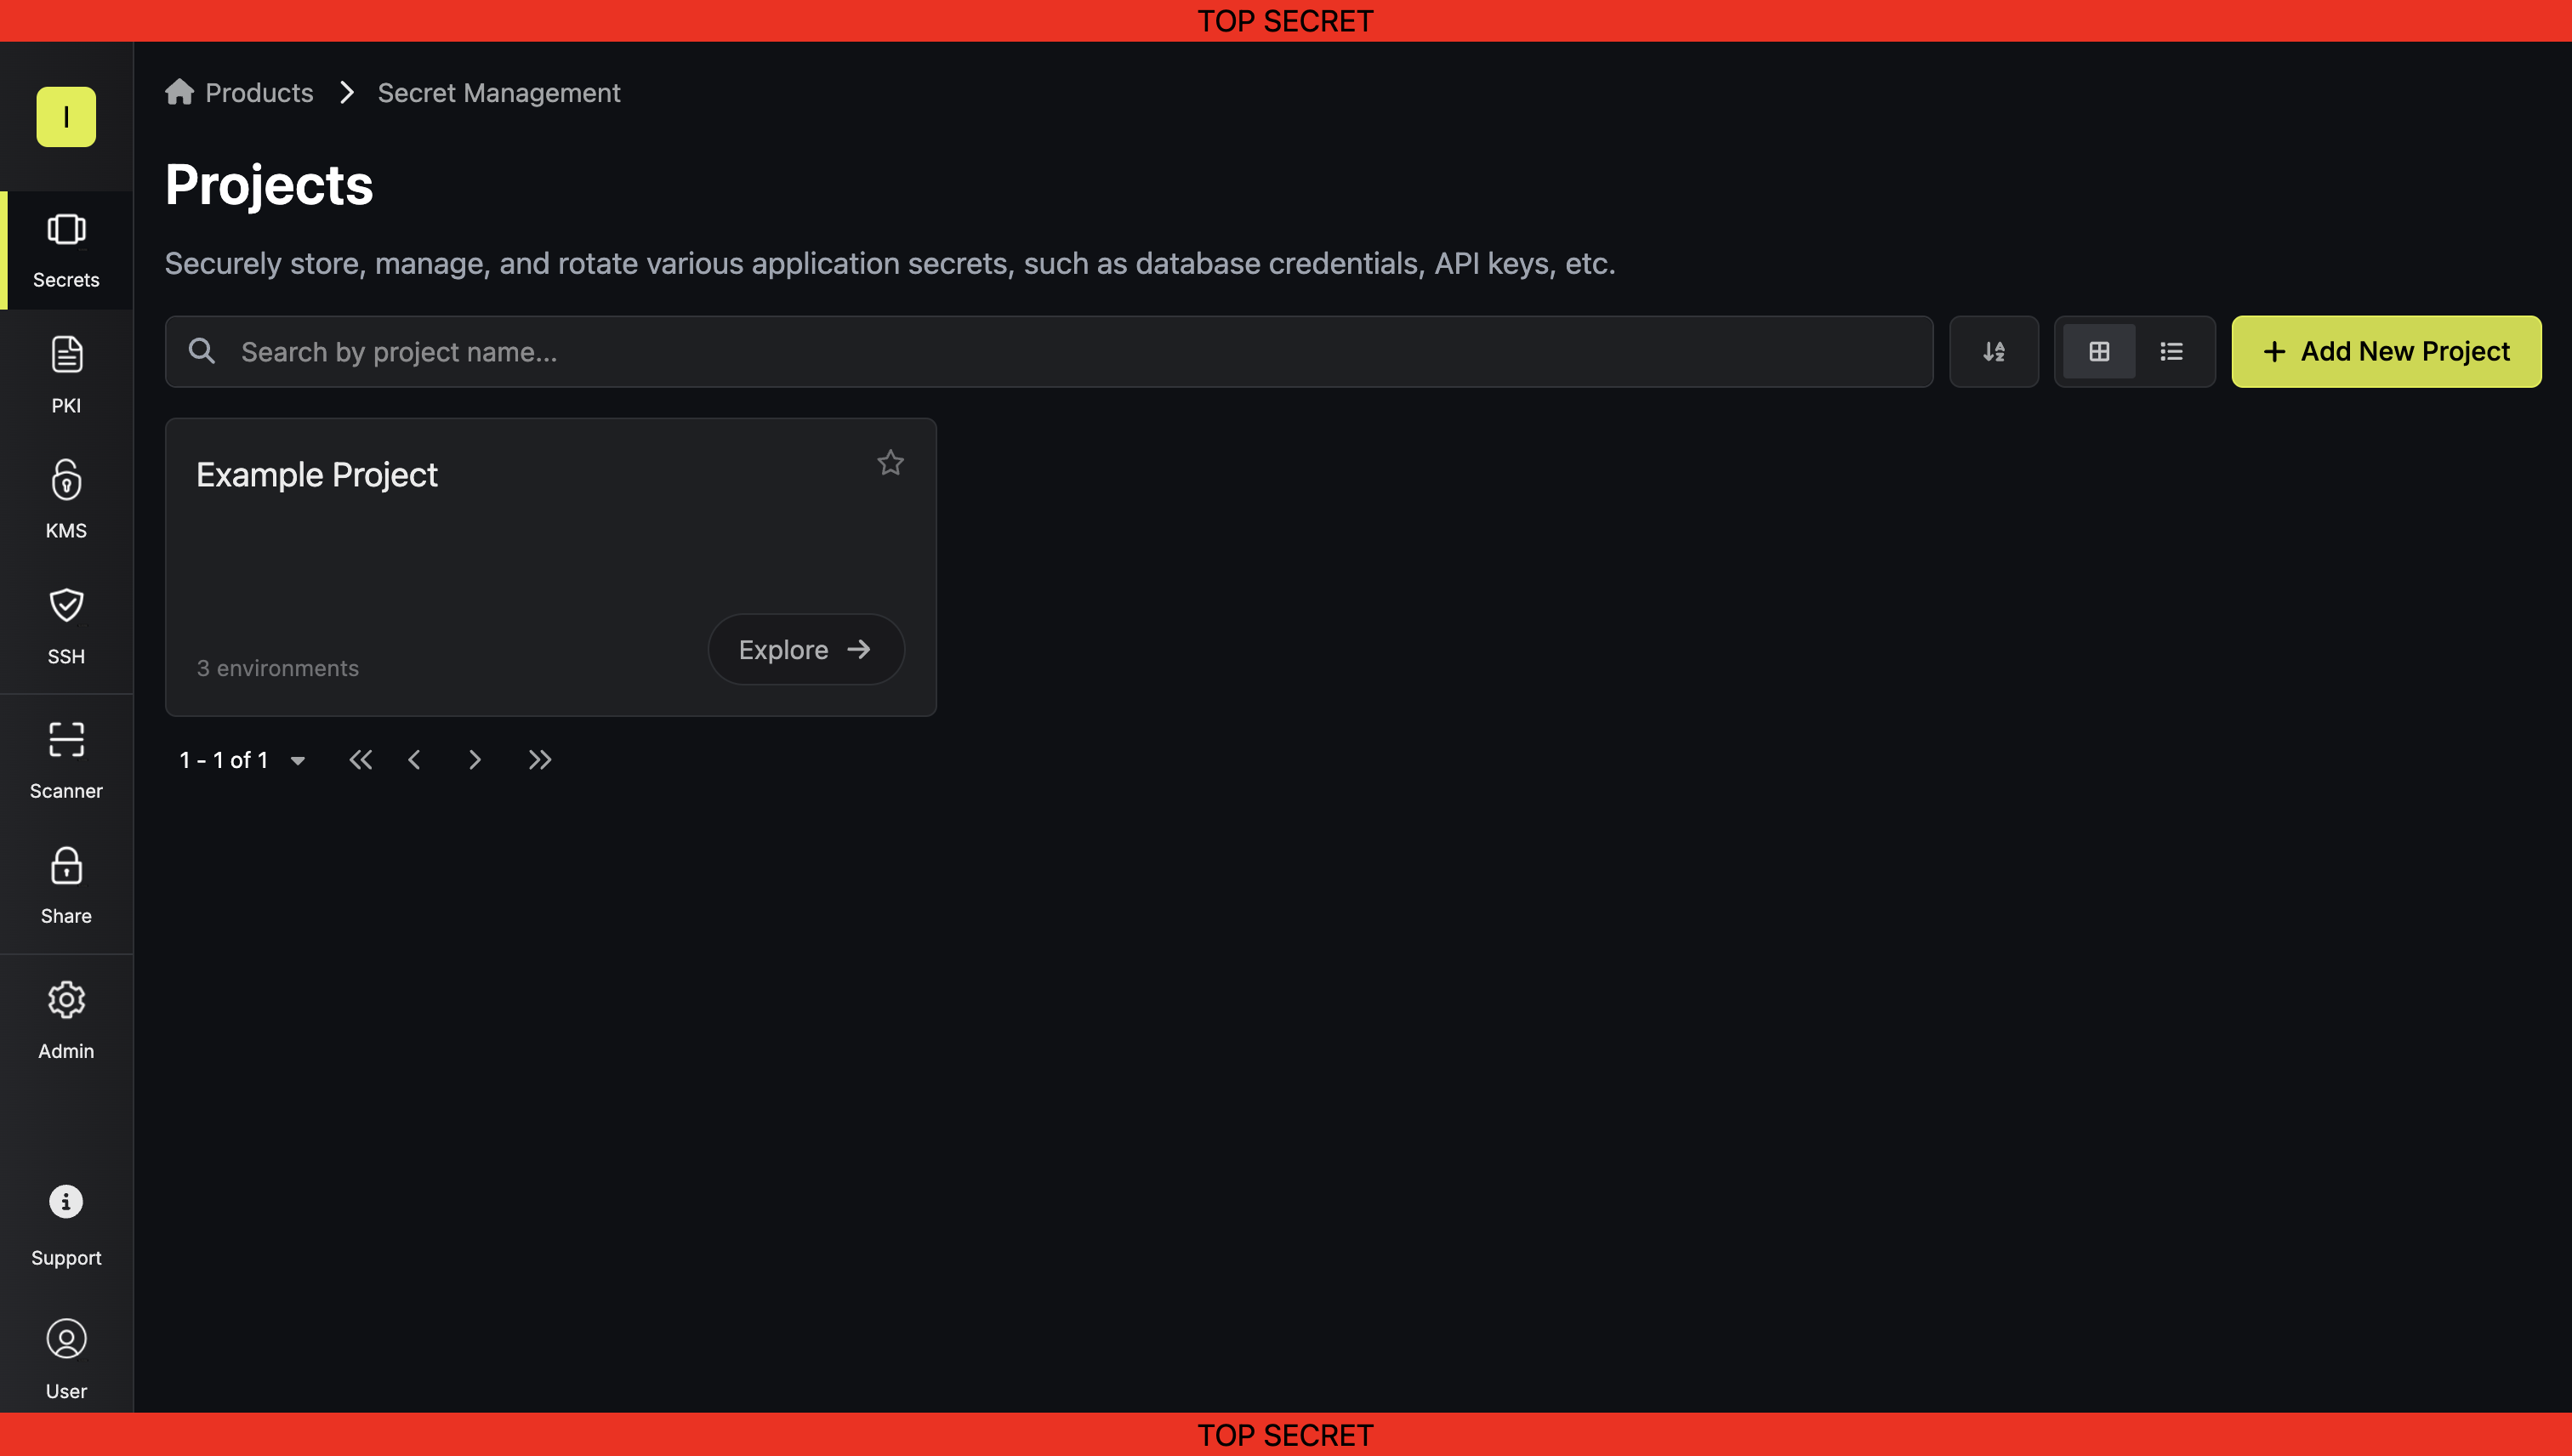 TOP SECRET
I
Secrets
PKI
KMS
SSH
Scanner
Share
Admin
Support
User
Products
Secret Management
Projects
Securely store, manage, and rotate various application secrets, such as database credentials, API keys, etc.
Search by project name...
Add New Project
Example Project
3 environments
Explore
1 - 1 of 1
TOP SECRET